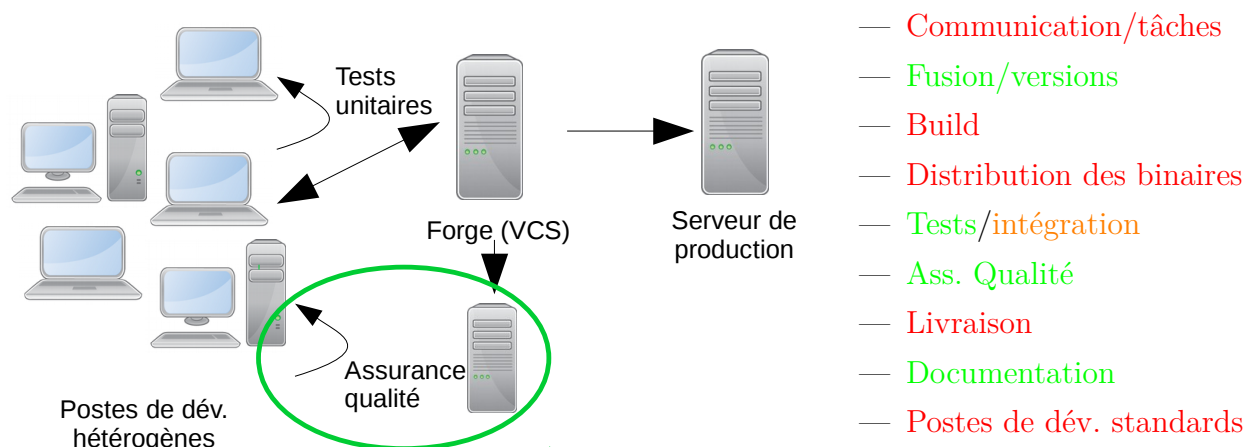 Tests
unitaires
Forge (VCS)
Serveur de
production
Assurance
qualité
Postes de dév.
hétérogènes
— Communication/tâches
— Fusion/versions
— Build
— Distribution des binaires
— Tests/intégration
— Ass. Qualité
— Livraison
— Documentation
— Postes de dév. standards